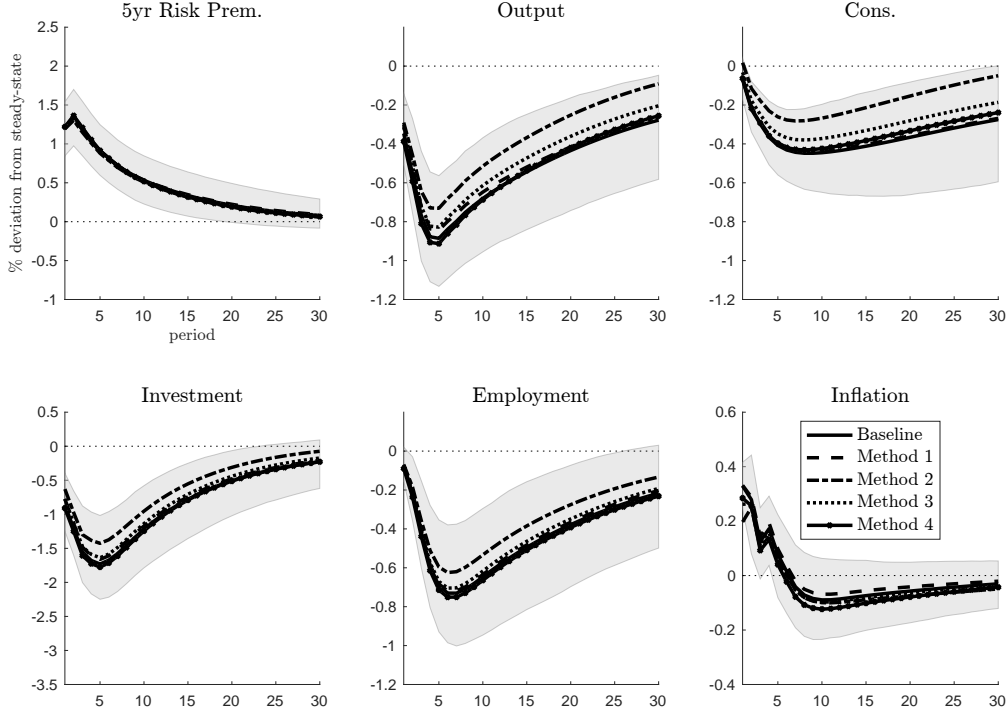 5yr Risk Prem.
Output
Cons.
% deviation from steady-state
2
1.5
1
0.5
0
0.5
-1
5 10 15 20 25 30
period
0
-0.2
-0.4
-0.6
-0.8
-1
-1.2
5 10 15 20 25 30
0
-0.2
-0.4
-0.6
-0.8
-1
-1.2
5 10 15 20 25 30
Investment
Employment
Inflation
0.5
0
-0.5
-1
-1.5
-2
-2.5
-3
-3.5
5 10 15 20 25 30
0
-0.2
-0.4
-0.6
-0.8
-1
-1.2
5 10 15 20 25 30
0.6
0.4
0.2
0
-0.2
-0.4
5 10 15 20 25 30
Baseline
Method 1
Method 2
Method 3
Method 4